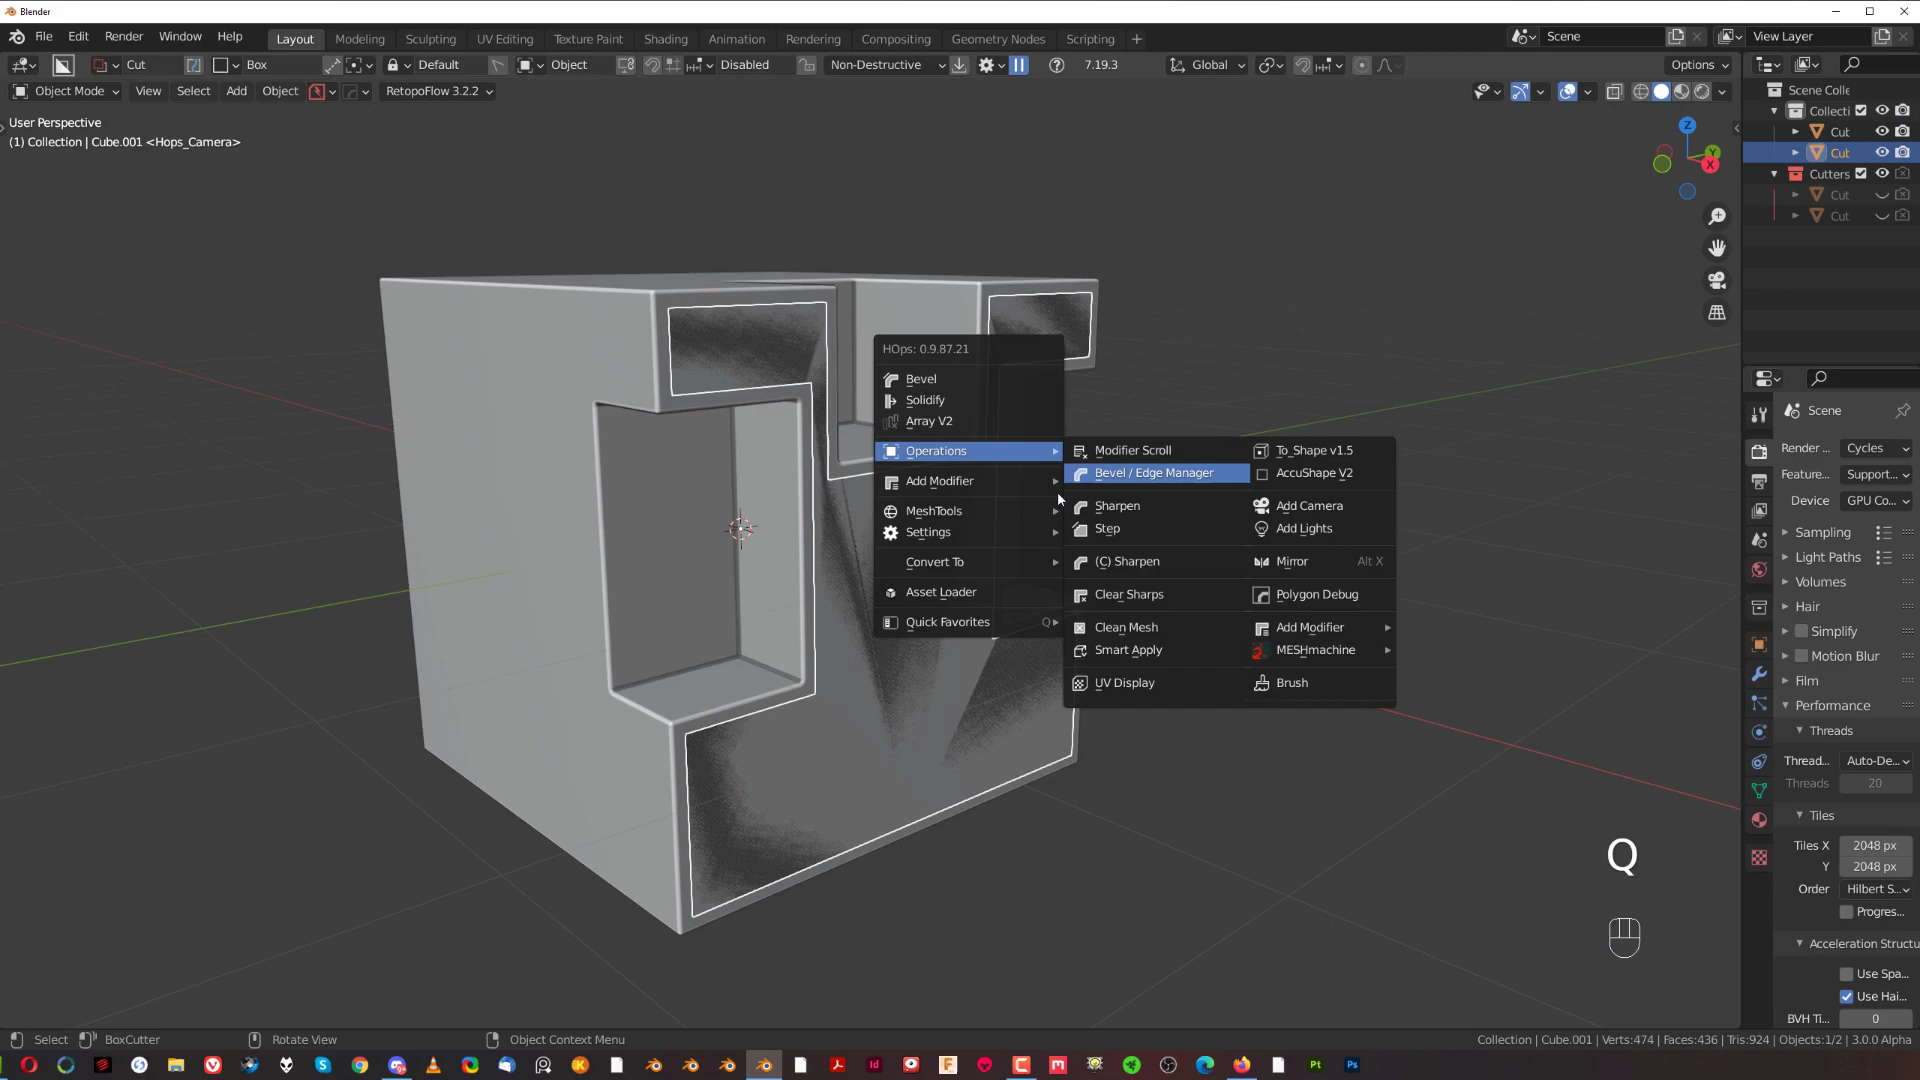 Blender
File Edit Render Window Help
Layout Modeling Sculpting UV Editing Texture Paint Shading Animation Rendering Compositing Geometry Nodes Scripting +
Scene
View Layer
Cut Box Default Object Disabled Non-Destructive 7.19.3 Global Options
Object Mode View Select Add Object RetopoFlow 3.2.2
User Perspective
(1) Collection | Cube.001 <Hops_Camera>
Z
Y
X
Scene Colle
Collecti
Cut
Cut
Cutters
Cut
Cut
HOps: 0.9.87.21
Bevel
Solidify
Array V2
Operations
Add Modifier
MeshTools
Settings
Convert To
Asset Loader
Quick Favorites Q
Modifier Scroll
Bevel / Edge Manager
Sharpen
Step
(C) Sharpen
Clear Sharps
Clean Mesh
Smart Apply
UV Display
To_Shape v1.5
AccuShape V2
Add Camera
Add Lights
Mirror Alt X
Polygon Debug
Add Modifier
MESHmachine
Brush
Scene
Render ... Cycles
Feature... Support...
Device GPU Co...
Sampling
Light Paths
Volumes
Hair
Simplify
Motion Blur
Film
Performance
Threads
Thread... Auto-De...
Threads 20
Tiles
Tiles X 2048 px
Y 2048 px
Order Hilbert S...
Progres...
Acceleration Structu
Use Spa...
Use Hai...
BVH Ti... 0
Q
Select BoxCutter Rotate View Object Context Menu
Collection | Cube.001 | Verts:474 | Faces:436 | Tris:924 | Objects:1/2 | 3.0.0 Alpha
Id F m Pt Ps